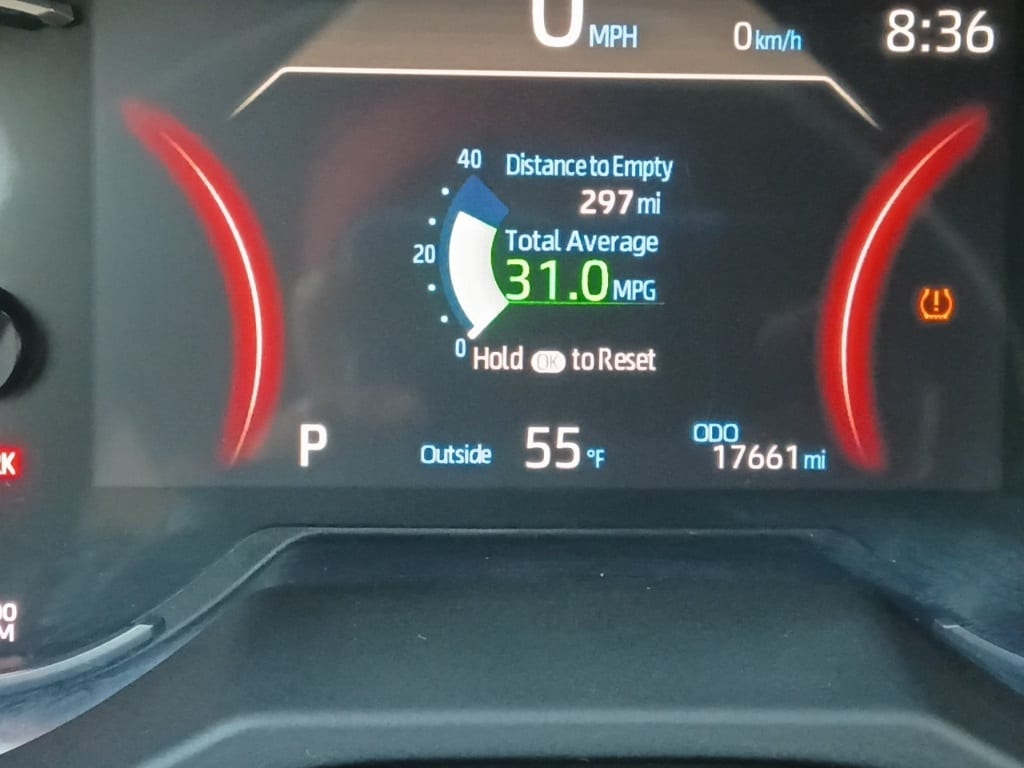 0 MPH 0 km/h 8:36
40 Distance to Empty
297 mi
Total Average
20
31.0 MPG
0 Hold OK to Reset
P Outside 55 °F ODO
17661 mi